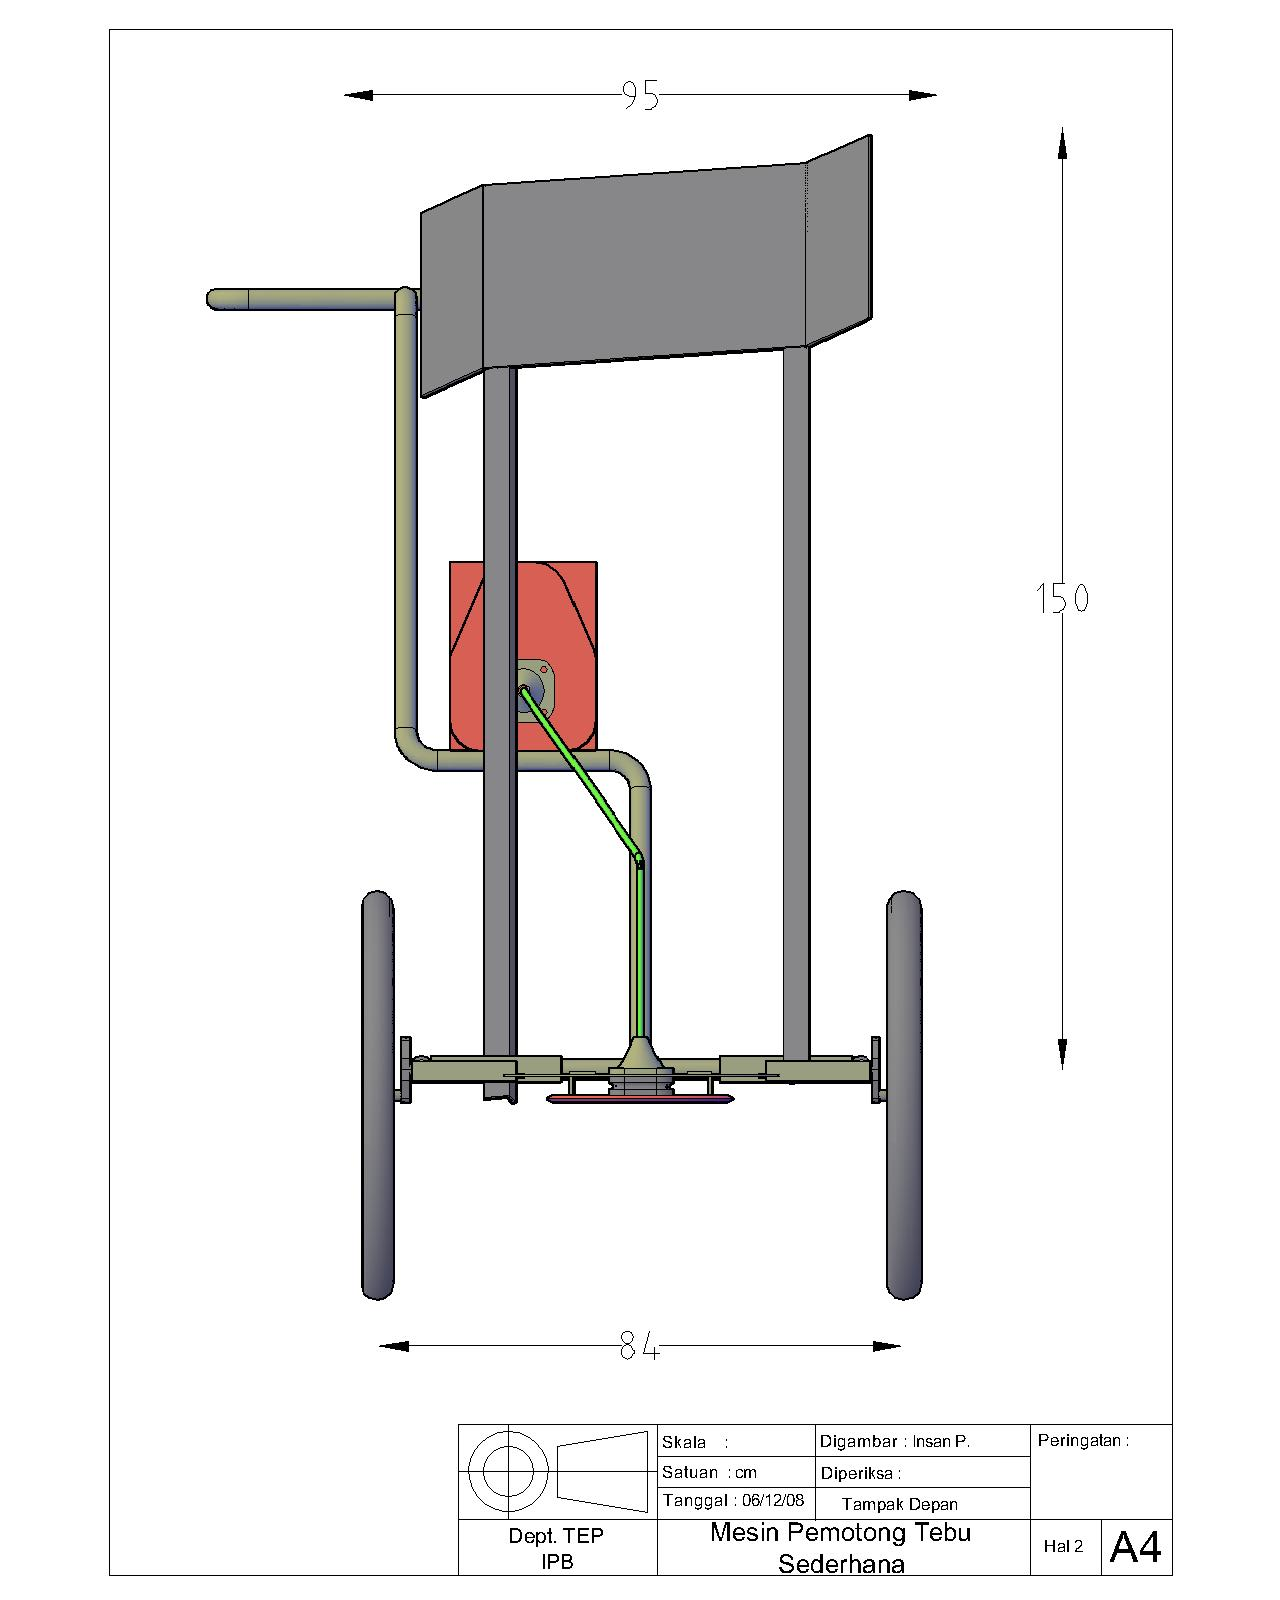 95
150
84
Skala :
Digambar : Insan P.
Peringatan :
Satuan : cm
Diperiksa :
Tanggal : 06/12/08
Tampak Depan
Dept. TEP
IPB
Mesin Pemotong Tebu
Sederhana
Hal 2
A4